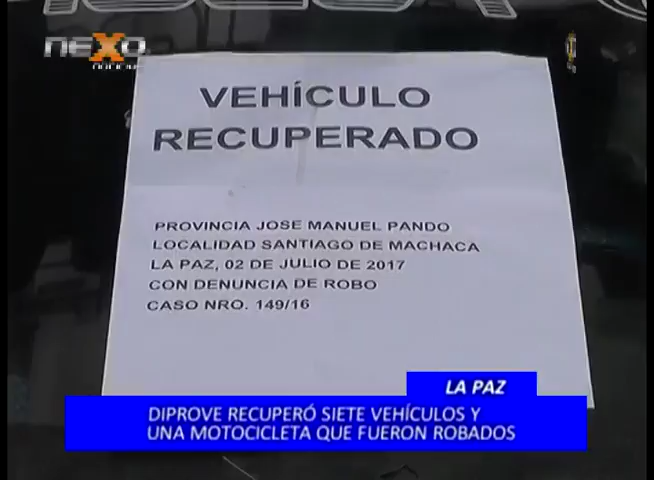 neXo
NOTICIAS
VEHÍCULO
RECUPERADO
PROVINCIA JOSE MANUEL PANDO
LOCALIDAD SANTIAGO DE MACHACA
LA PAZ, 02 DE JULIO DE 2017
CON DENUNCIA DE ROBO
CASO NRO. 149/16
LA PAZ
DIPROVE RECUPERÓ SIETE VEHÍCULOS Y
UNA MOTOCICLETA QUE FUERON ROBADOS